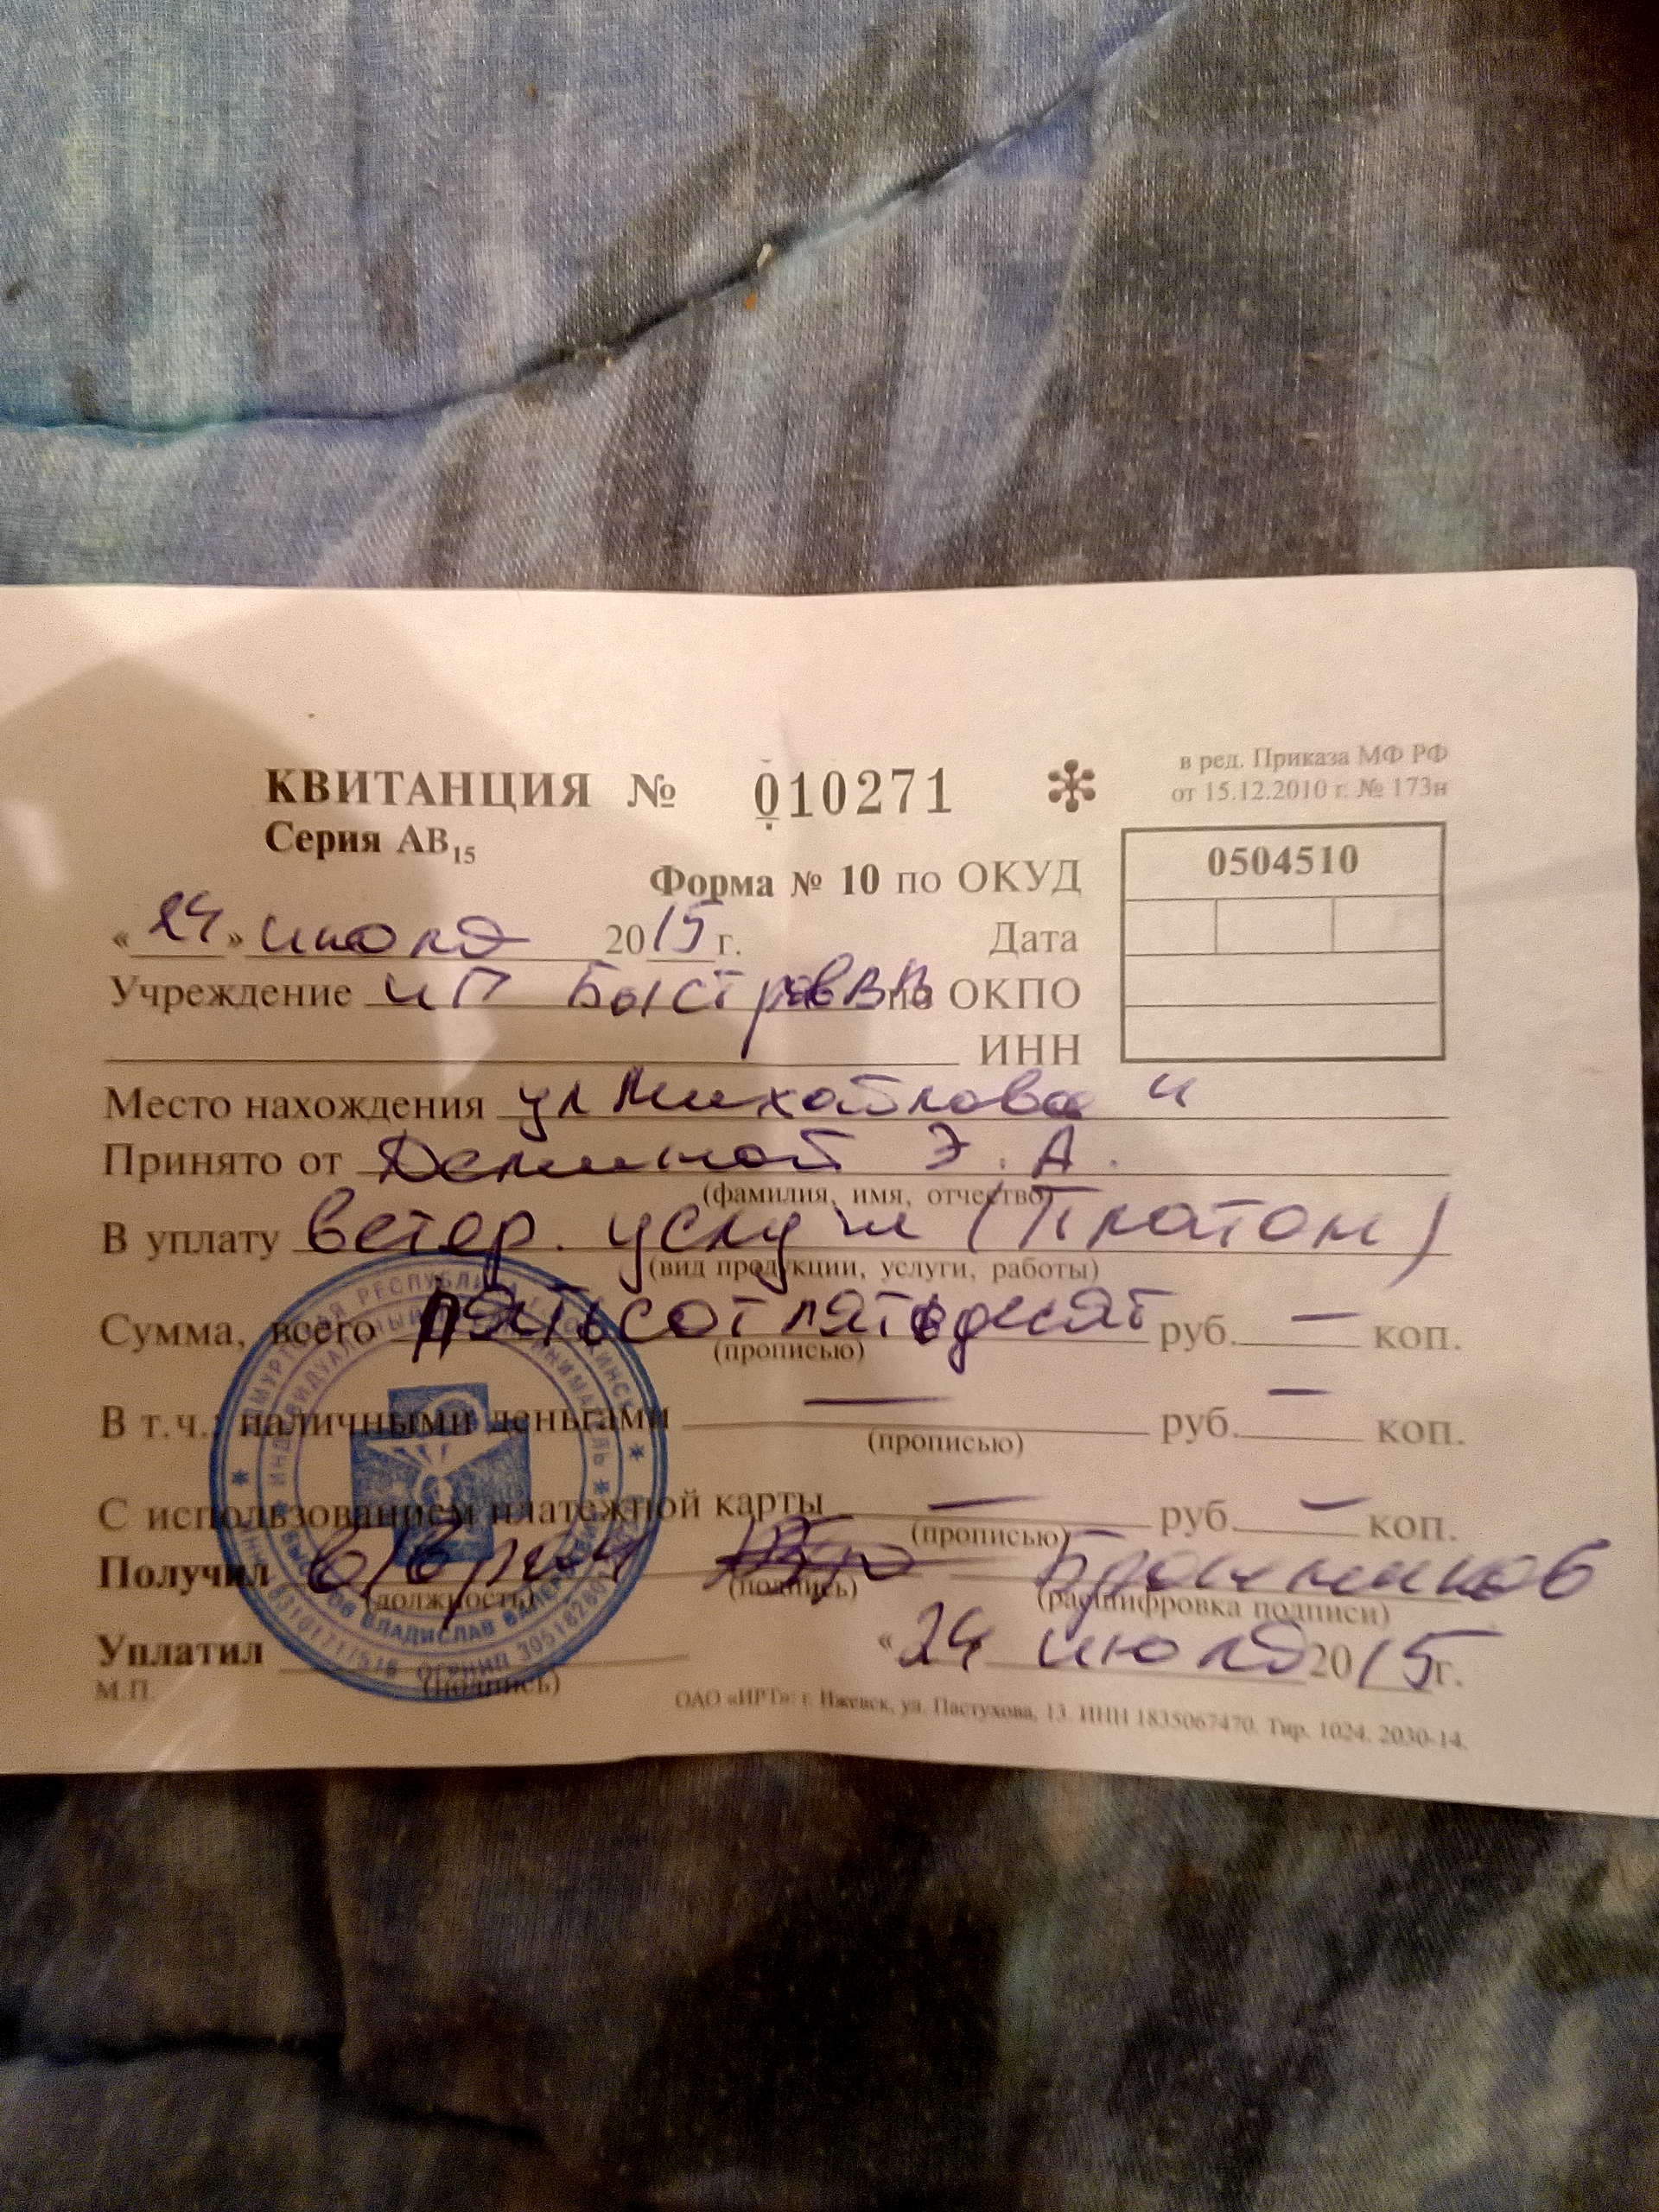 в ред. Приказа МФ РФ
КВИТАНЦИЯ № 010271
от 15.12.2010 г. № 173н
Серия АВ15
Форма № 10 по ОКУД 0504510
«24» июля 2015 г. Дата
Учреждение ИП Быстров ВВ по ОКПО
ИНН
Место нахождения ул Михайлова
Принято от Э. А.
(фамилия, имя, отчество)
В уплату ветер. услуги (Платон)
(вид продукции, услуги, работы)
Сумма, всего пятьсот пятьдесят руб. — коп.
(прописью)
В т.ч.: наличными деньгами — руб. — коп.
(прописью)
С использованием платежной карты — руб. — коп.
(прописью)
Получил в/врач
(должность) (подпись) (расшифровка подписи)
Уплатил «24 июля 2015 г.
М.П. (подпись)
ОАО «ИРТ»: г. Ижевск, ул. Пастухова, 13. ИНН 1835067470. Тир. 1024. 2030-14.